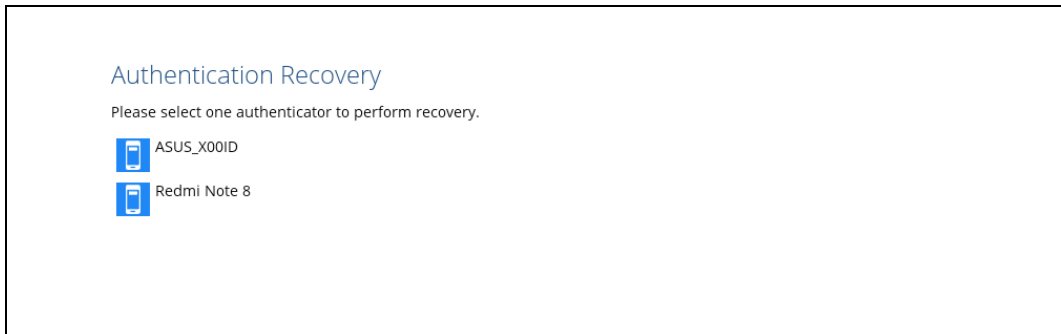 Authentication Recovery
Please select one authenticator to perform recovery.
ASUS_X00ID
Redmi Note 8